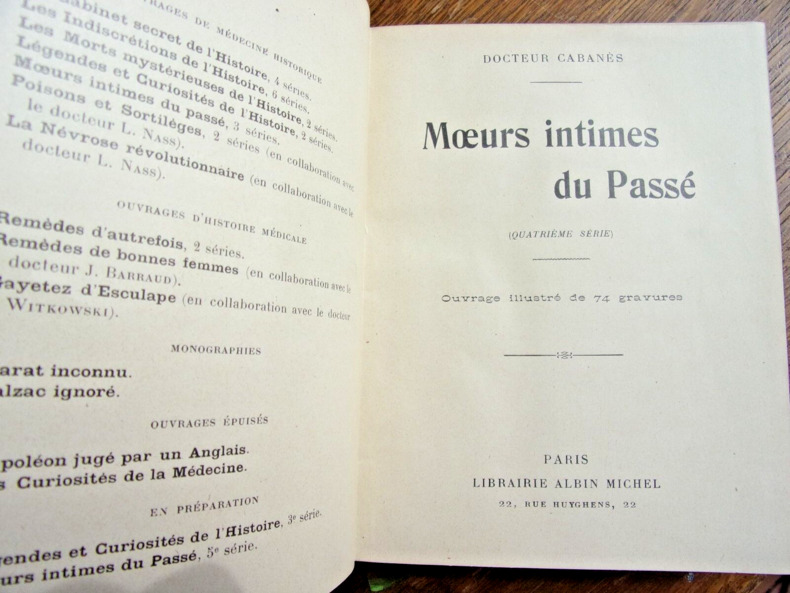 RAGES DE MÉDECINE HISTORIQUE
abinet secret de l'Histoire, 4 séries.
Les Indiscrétions de l'Histoire, 6 séries.
Les Morts mystérieuses de l'Histoire, 2 séries.
Légendes et Curiosités de l'Histoire, 2 séries.
Mœurs intimes du passé, 3 séries.
Poisons et Sortilèges, 2 séries (en collaboration avec
le docteur L. Nass).
La Névrose révolutionnaire (en collaboration avec le
docteur L. Nass).
OUVRAGES D'HISTOIRE MÉDICALE
Remèdes d'autrefois, 2 séries.
Remèdes de bonnes femmes (en collaboration avec le
docteur J. Barraud).
ayetez d'Esculape (en collaboration avec le docteur
Witkowski).
MONOGRAPHIES
arat inconnu.
alzac ignoré.
OUVRAGES ÉPUISÉS
poléon jugé par un Anglais.
s Curiosités de la Médecine.
EN PRÉPARATION
endes et Curiosités de l'Histoire, 3e série.
urs intimes du Passé, 5e série.
DOCTEUR CABANÈS
Mœurs intimes
du Passé
(QUATRIÈME SÉRIE)
Ouvrage illustré de 74 gravures
PARIS
LIBRAIRIE ALBIN MICHEL
22, RUE HUYGHENS, 22